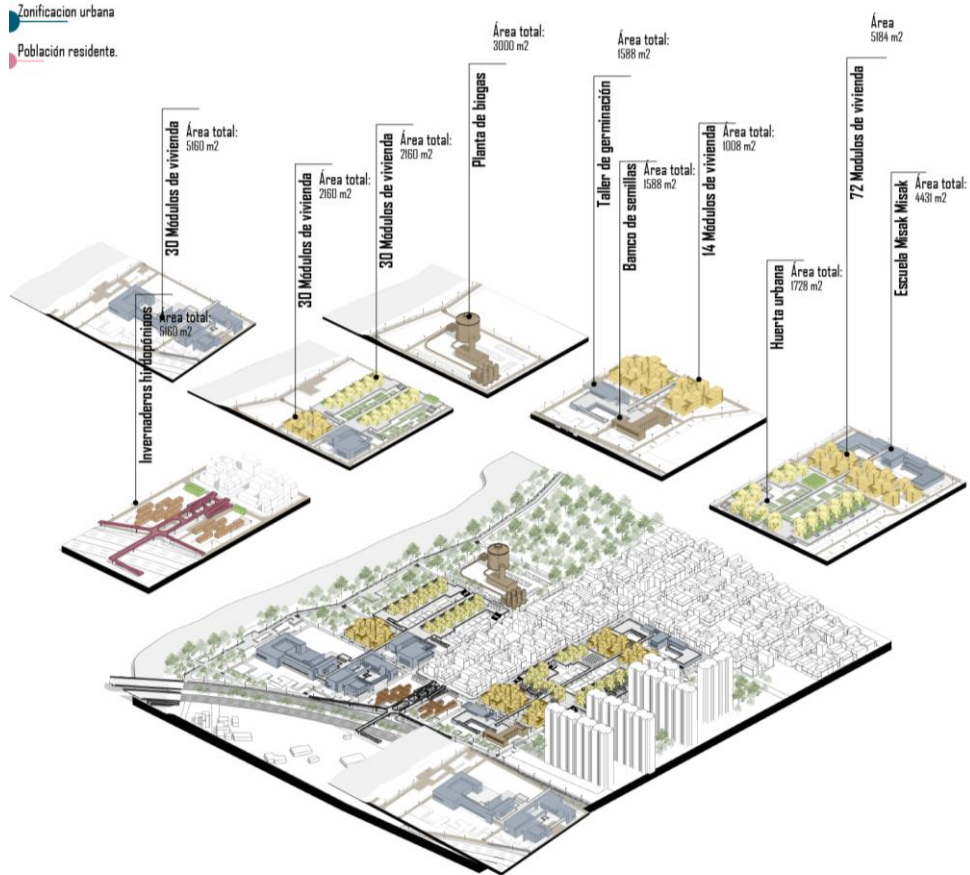 Zonificacion urbana
Población residente.
30 Módulos de vivienda
Área total:
5160 m2
Invernaderos hirdopónigos
Área total:
5160 m2
30 Módulos de vivienda
Área total:
2160 m2
30 Módulos de vivienda
Área total:
2160 m2
Planta de biogas
Área total:
3000 m2
Taller de germinación
Área total:
1588 m2
Bamco de semillas
Área total:
1588 m2
14 Módulos de vivienda
Área total:
1008 m2
Huerta urbana
Área total:
1728 m2
72 Modulos de vivienda
Área
5184 m2
Escuela Misak Misak
Área total:
4431 m2